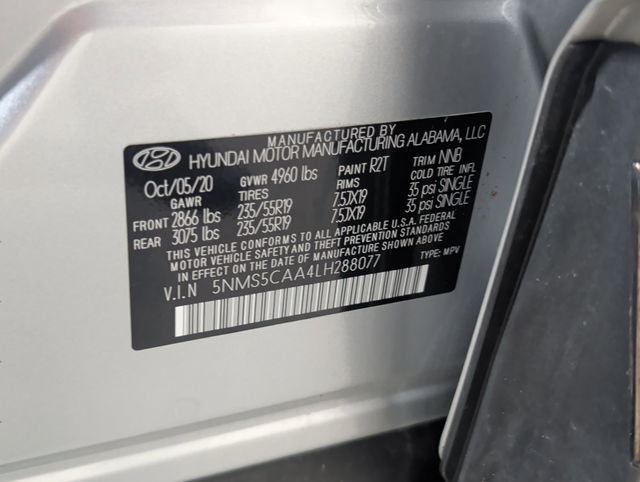 MANUFACTURED BY
HYUNDAI MOTOR MANUFACTURING ALABAMA, LLC
Oct/05/20 GVWR 4960 lbs PAINT R2T TRIM NNB
GAWR TIRES RIMS COLD TIRE INFL
FRONT 2866 lbs 235/55R19 7.5JX19 35 psi SINGLE
REAR 3075 lbs 235/55R19 7.5JX19 35 psi SINGLE
THIS VEHICLE CONFORMS TO ALL APPLICABLE U.S.A. FEDERAL
MOTOR VEHICLE SAFETY AND THEFT PREVENTION STANDARDS
IN EFFECT ON THE DATE OF MANUFACTURE SHOWN ABOVE.
V.I.N 5NMS5CAA4LH288077 TYPE: MPV